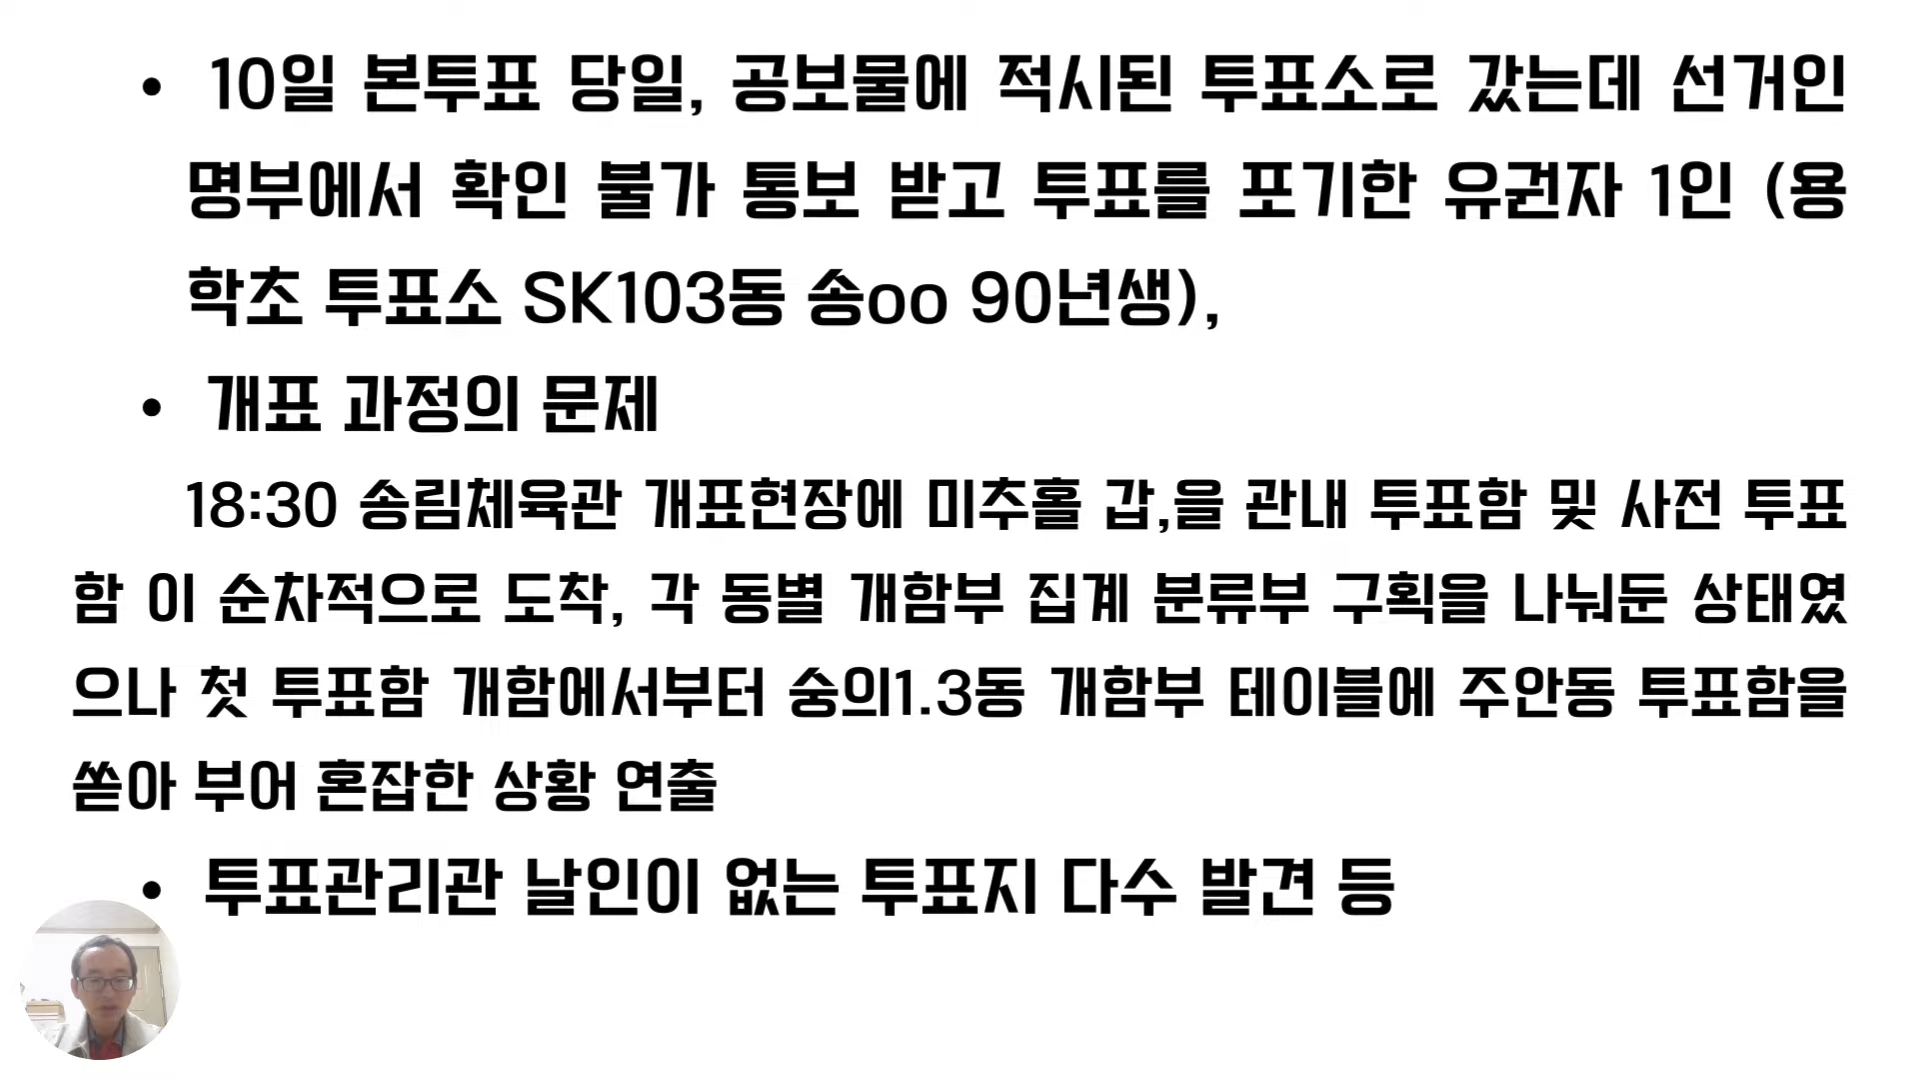 • 10일 본투표 당일, 공보물에 적시된 투표소로 갔는데 선거인
명부에서 확인 불가 통보 받고 투표를 포기한 유권자 1인 (용
학초 투표소 SK103동 송oo 90년생),
• 개표 과정의 문제
18:30 송림체육관 개표현장에 미추홀 갑,을 관내 투표함 및 사전 투표
함 이 순차적으로 도착, 각 동별 개함부 집계 분류부 구획을 나눠둔 상태였
으나 첫 투표함 개함에서부터 숭의1.3동 개함부 테이블에 주안동 투표함을
쏟아 부어 혼잡한 상황 연출
• 투표관리관 날인이 없는 투표지 다수 발견 등